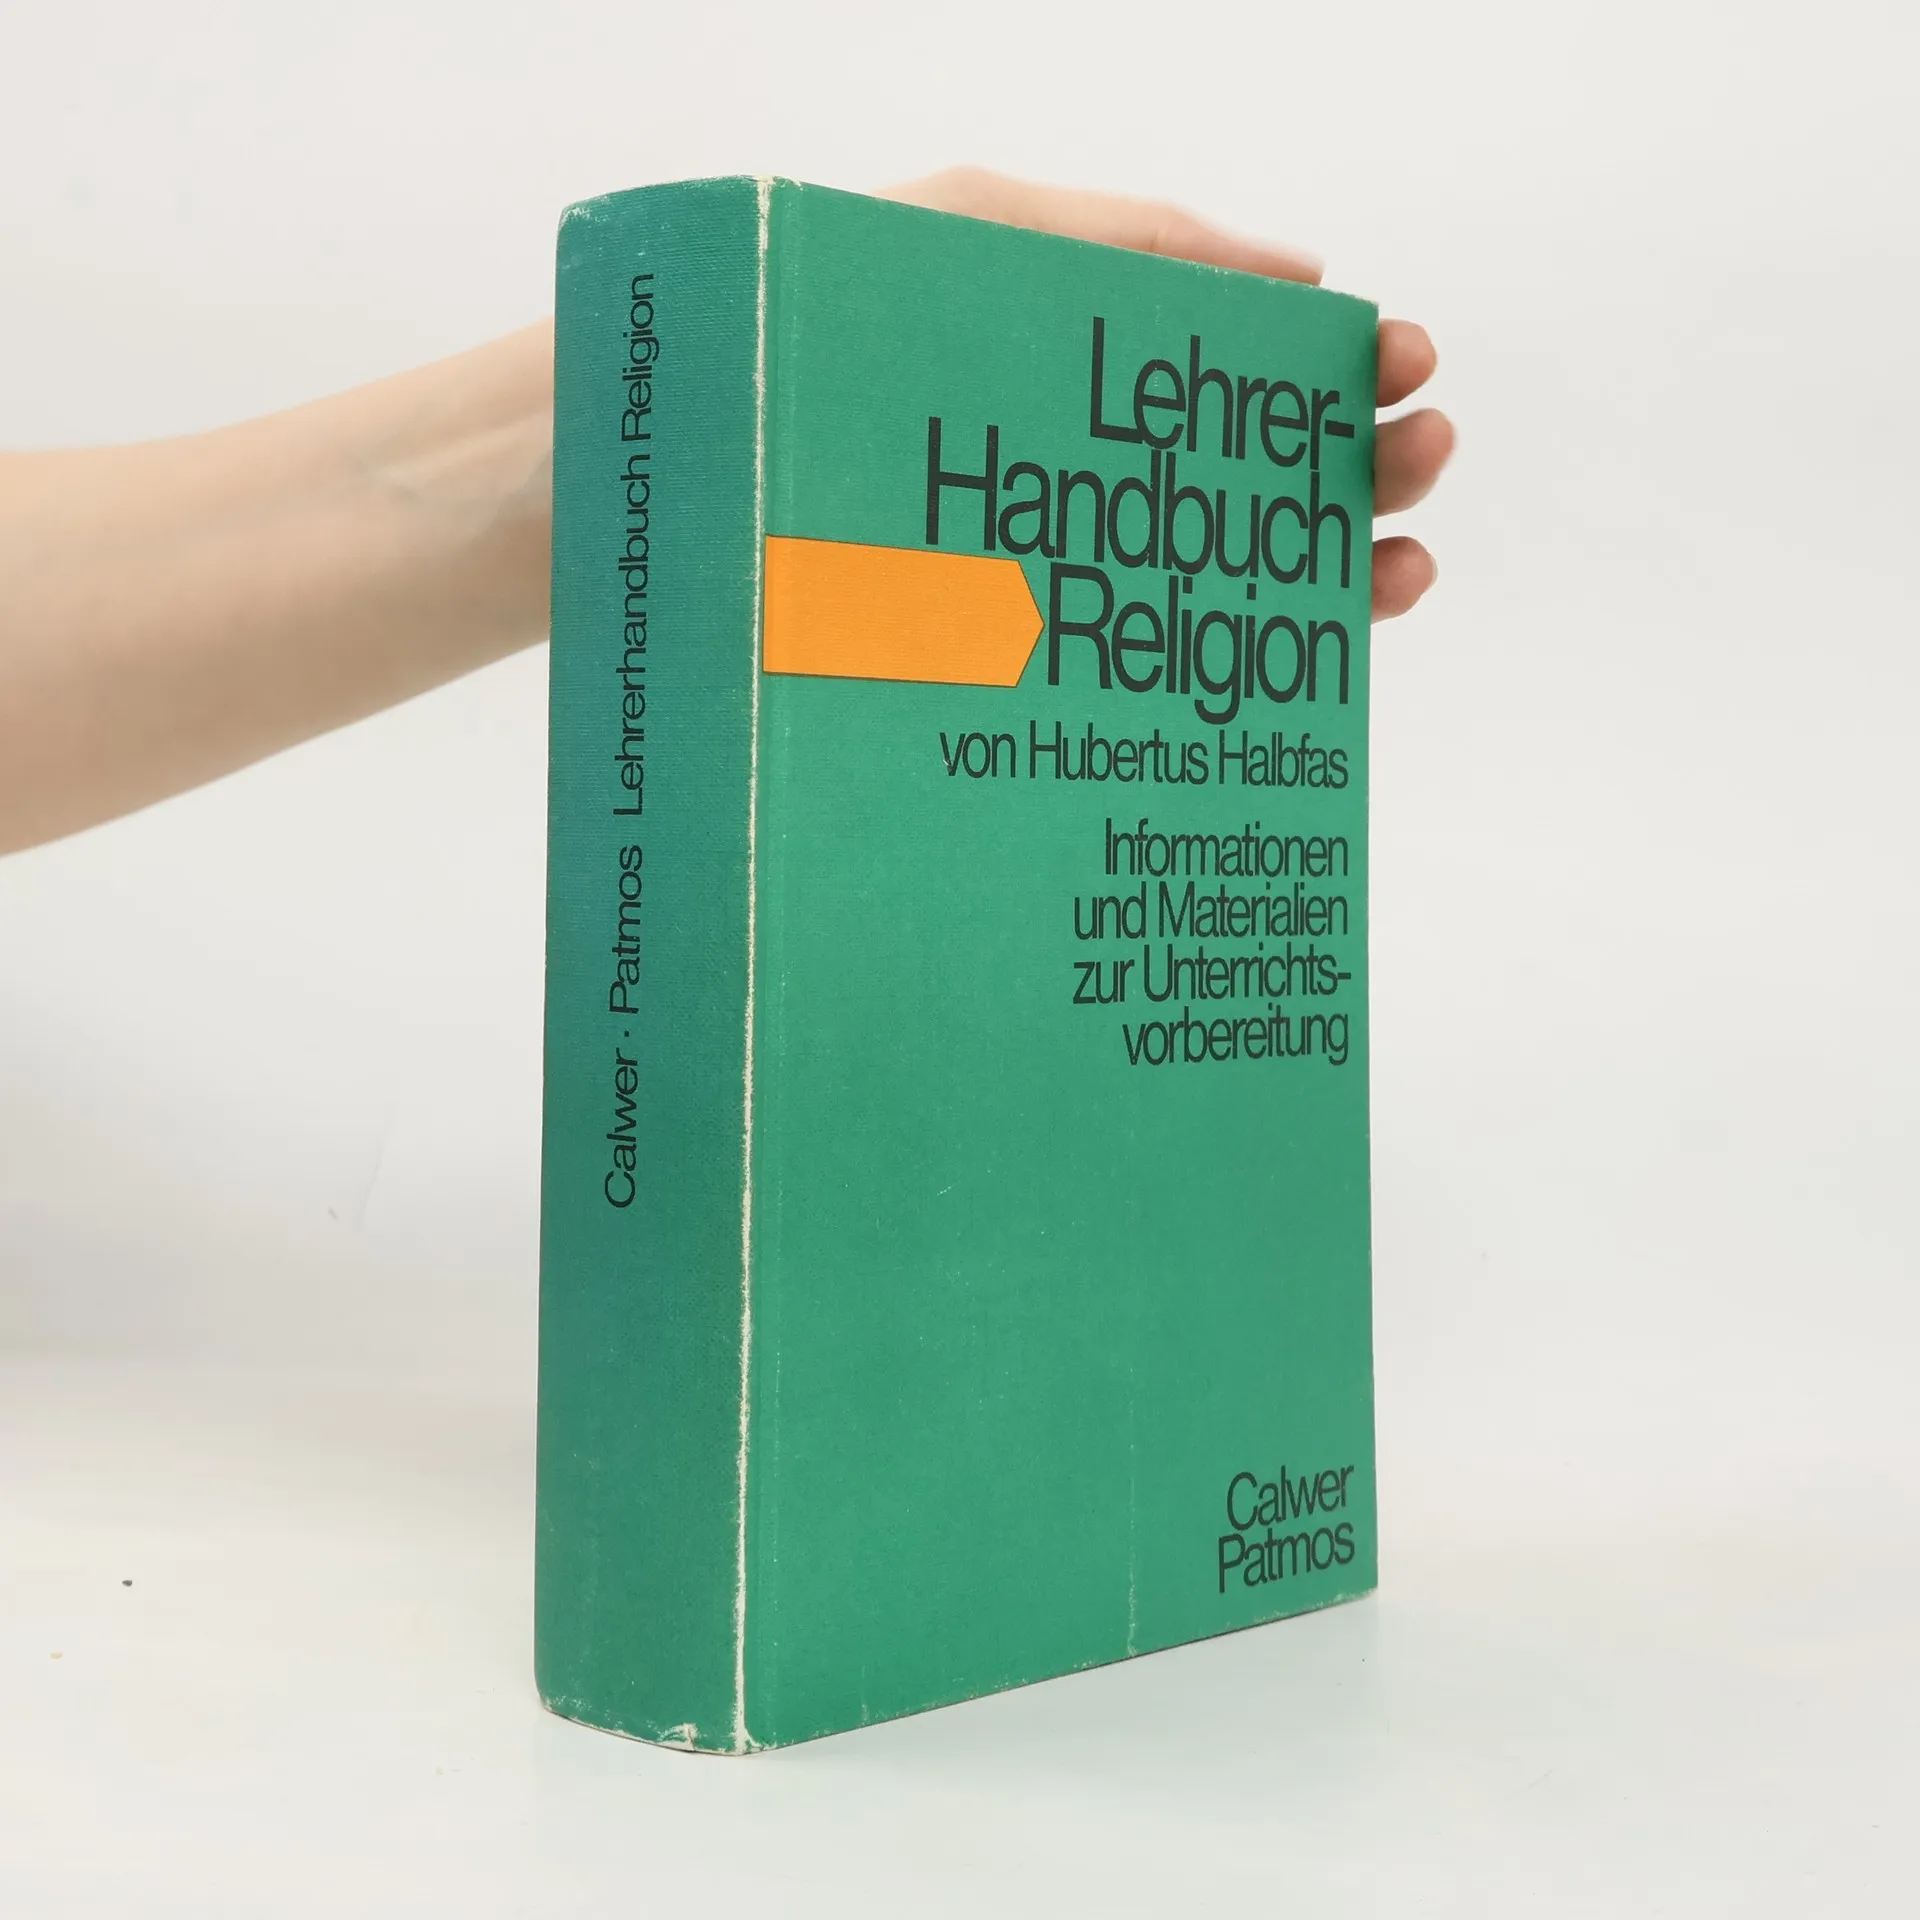 Calwer · Patmos Lehrerhandbuch Religion
Lehrer-
Handbuch
Religion
von Hubertus Halbfas
Informationen
und Materialien
zur Unterrichts-
vorbereitung
Calwer
Patmos